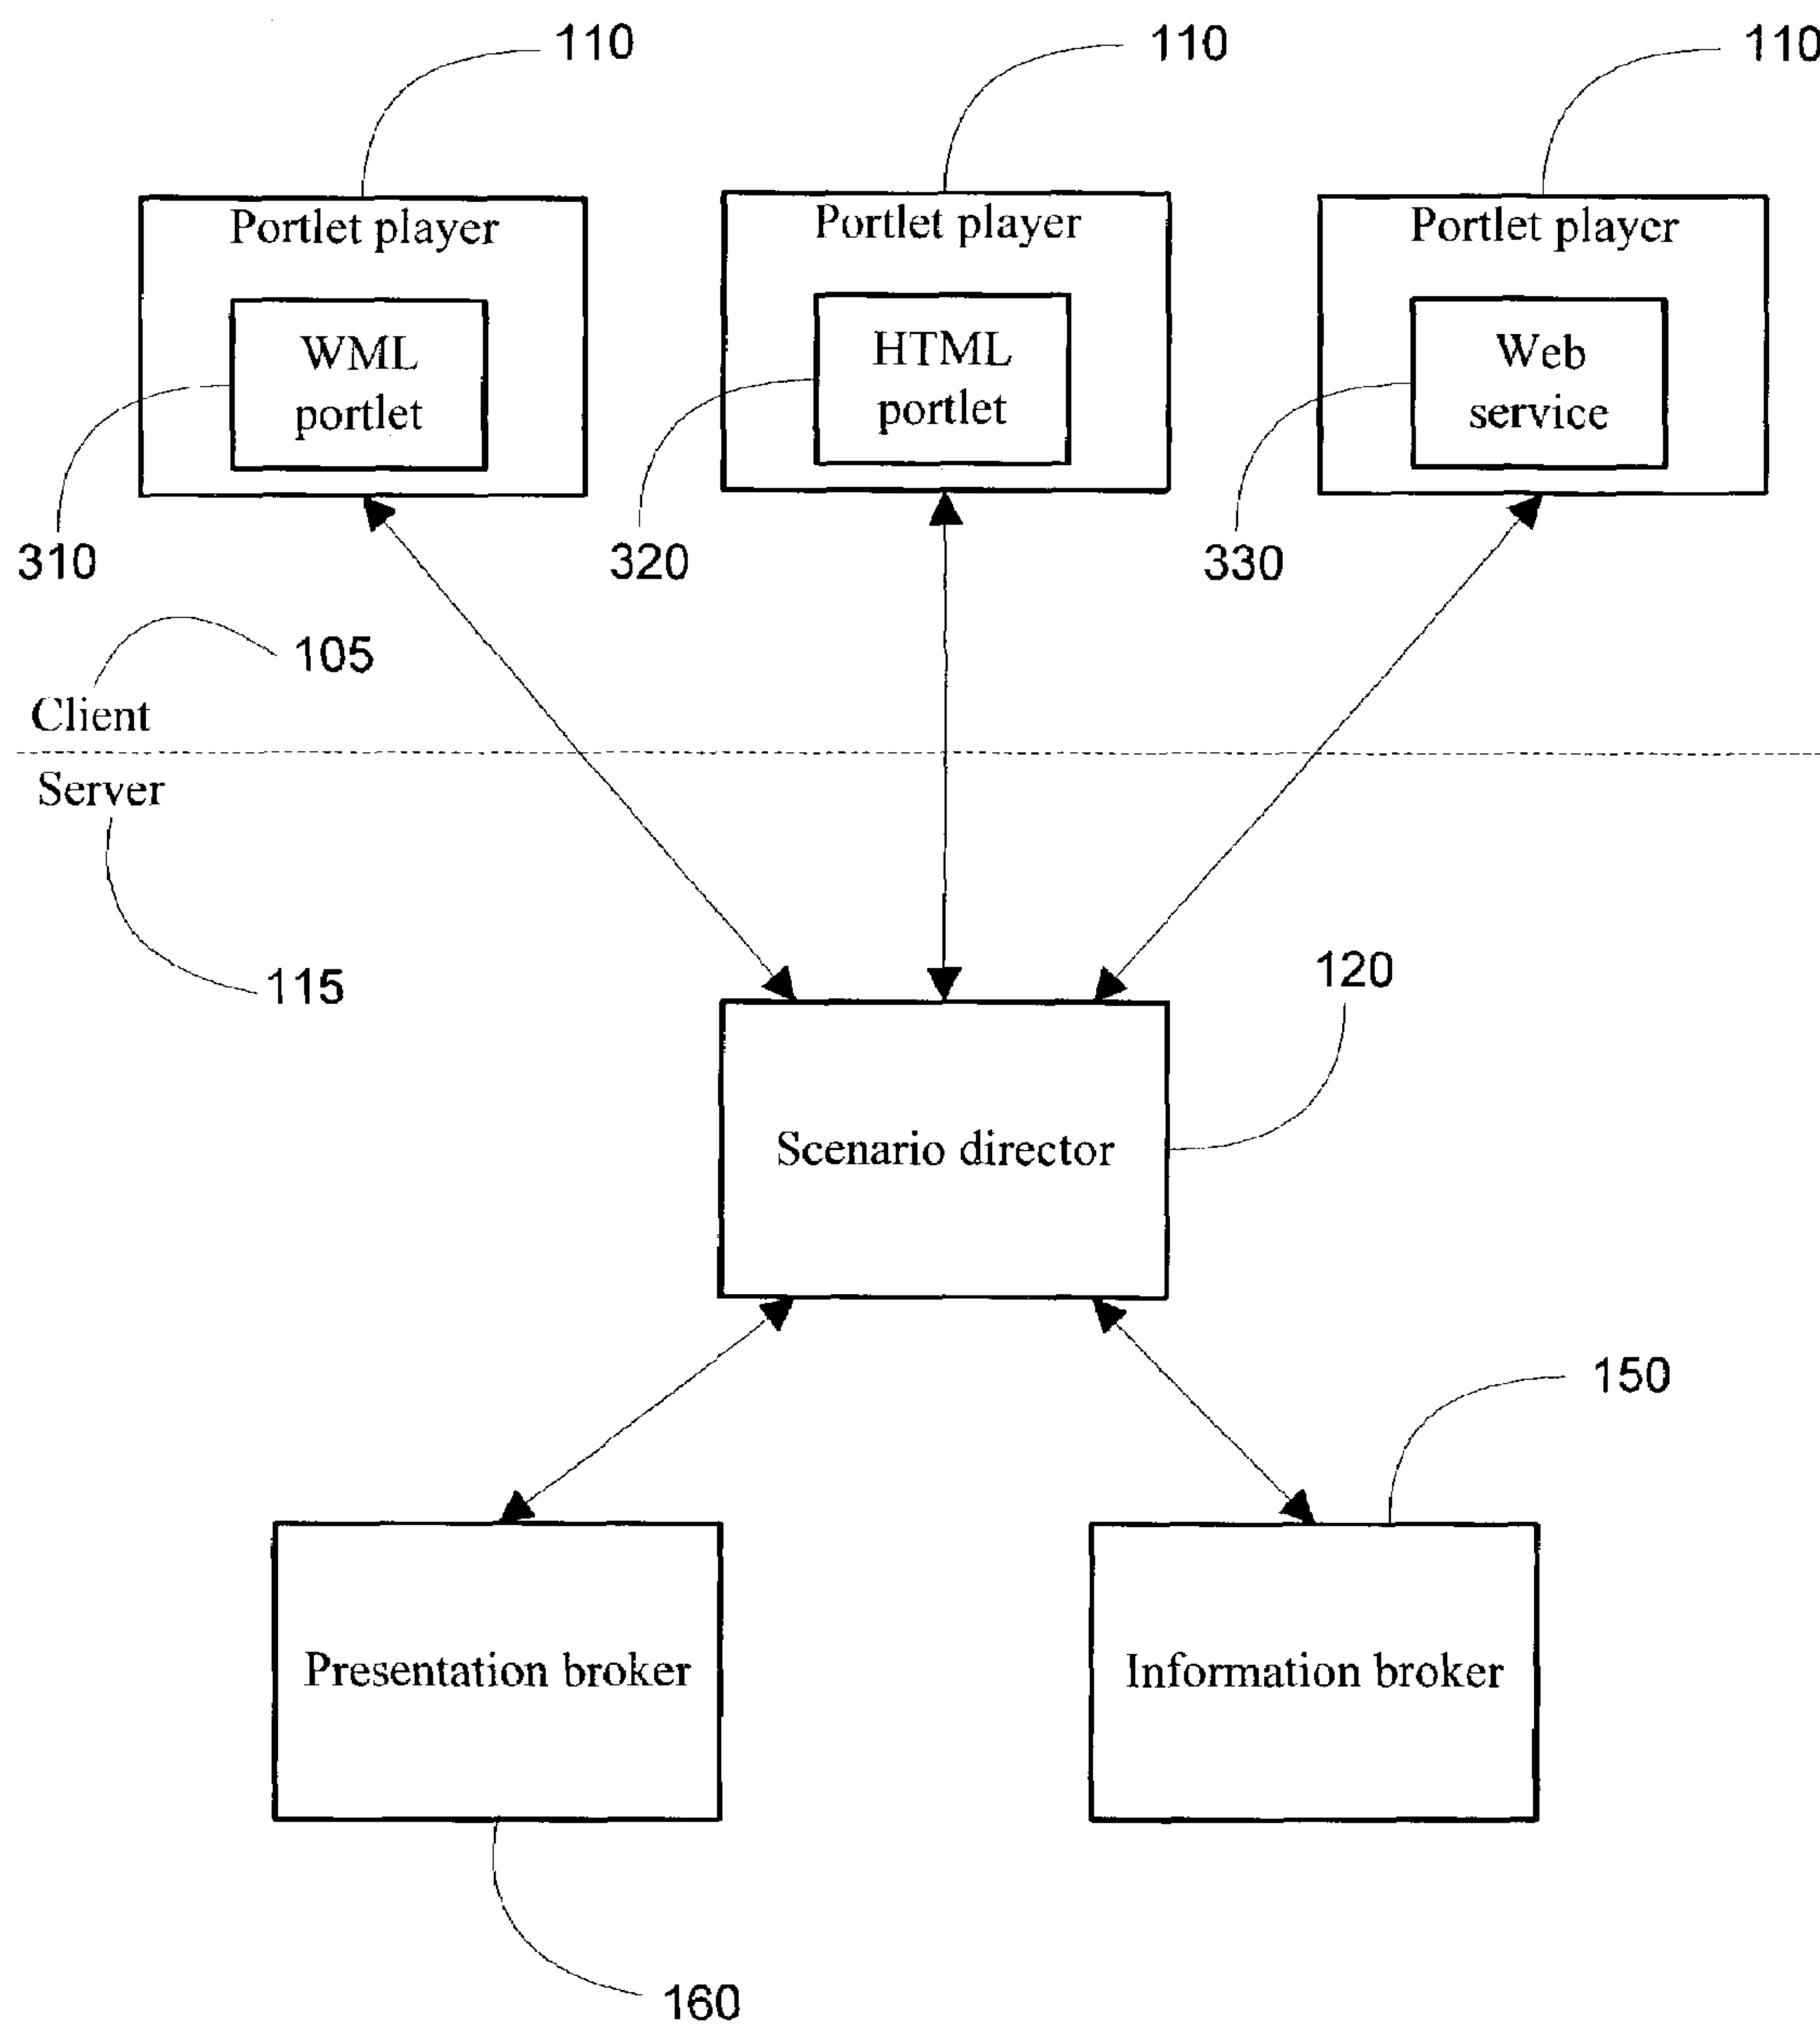 110
110
110
Portlet player
Portlet player
Portlet player
WML
portlet
HTML
portlet
Web
service
310
320
330
105
Client
Server
115
120
Scenario director
150
Presentation broker
Information broker
160